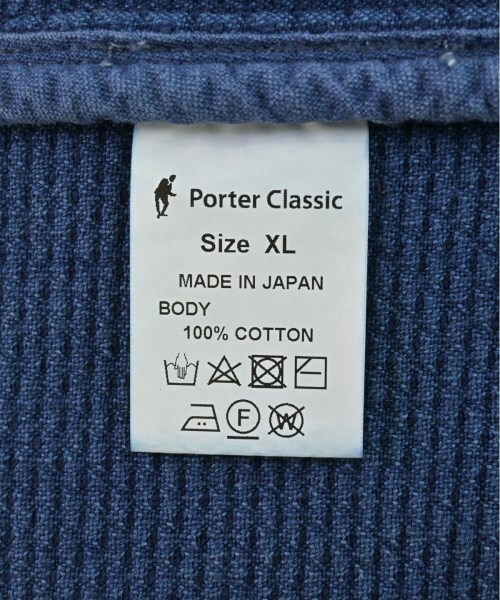 Porter Classic
Size XL
MADE IN JAPAN
BODY
100% COTTON
F W